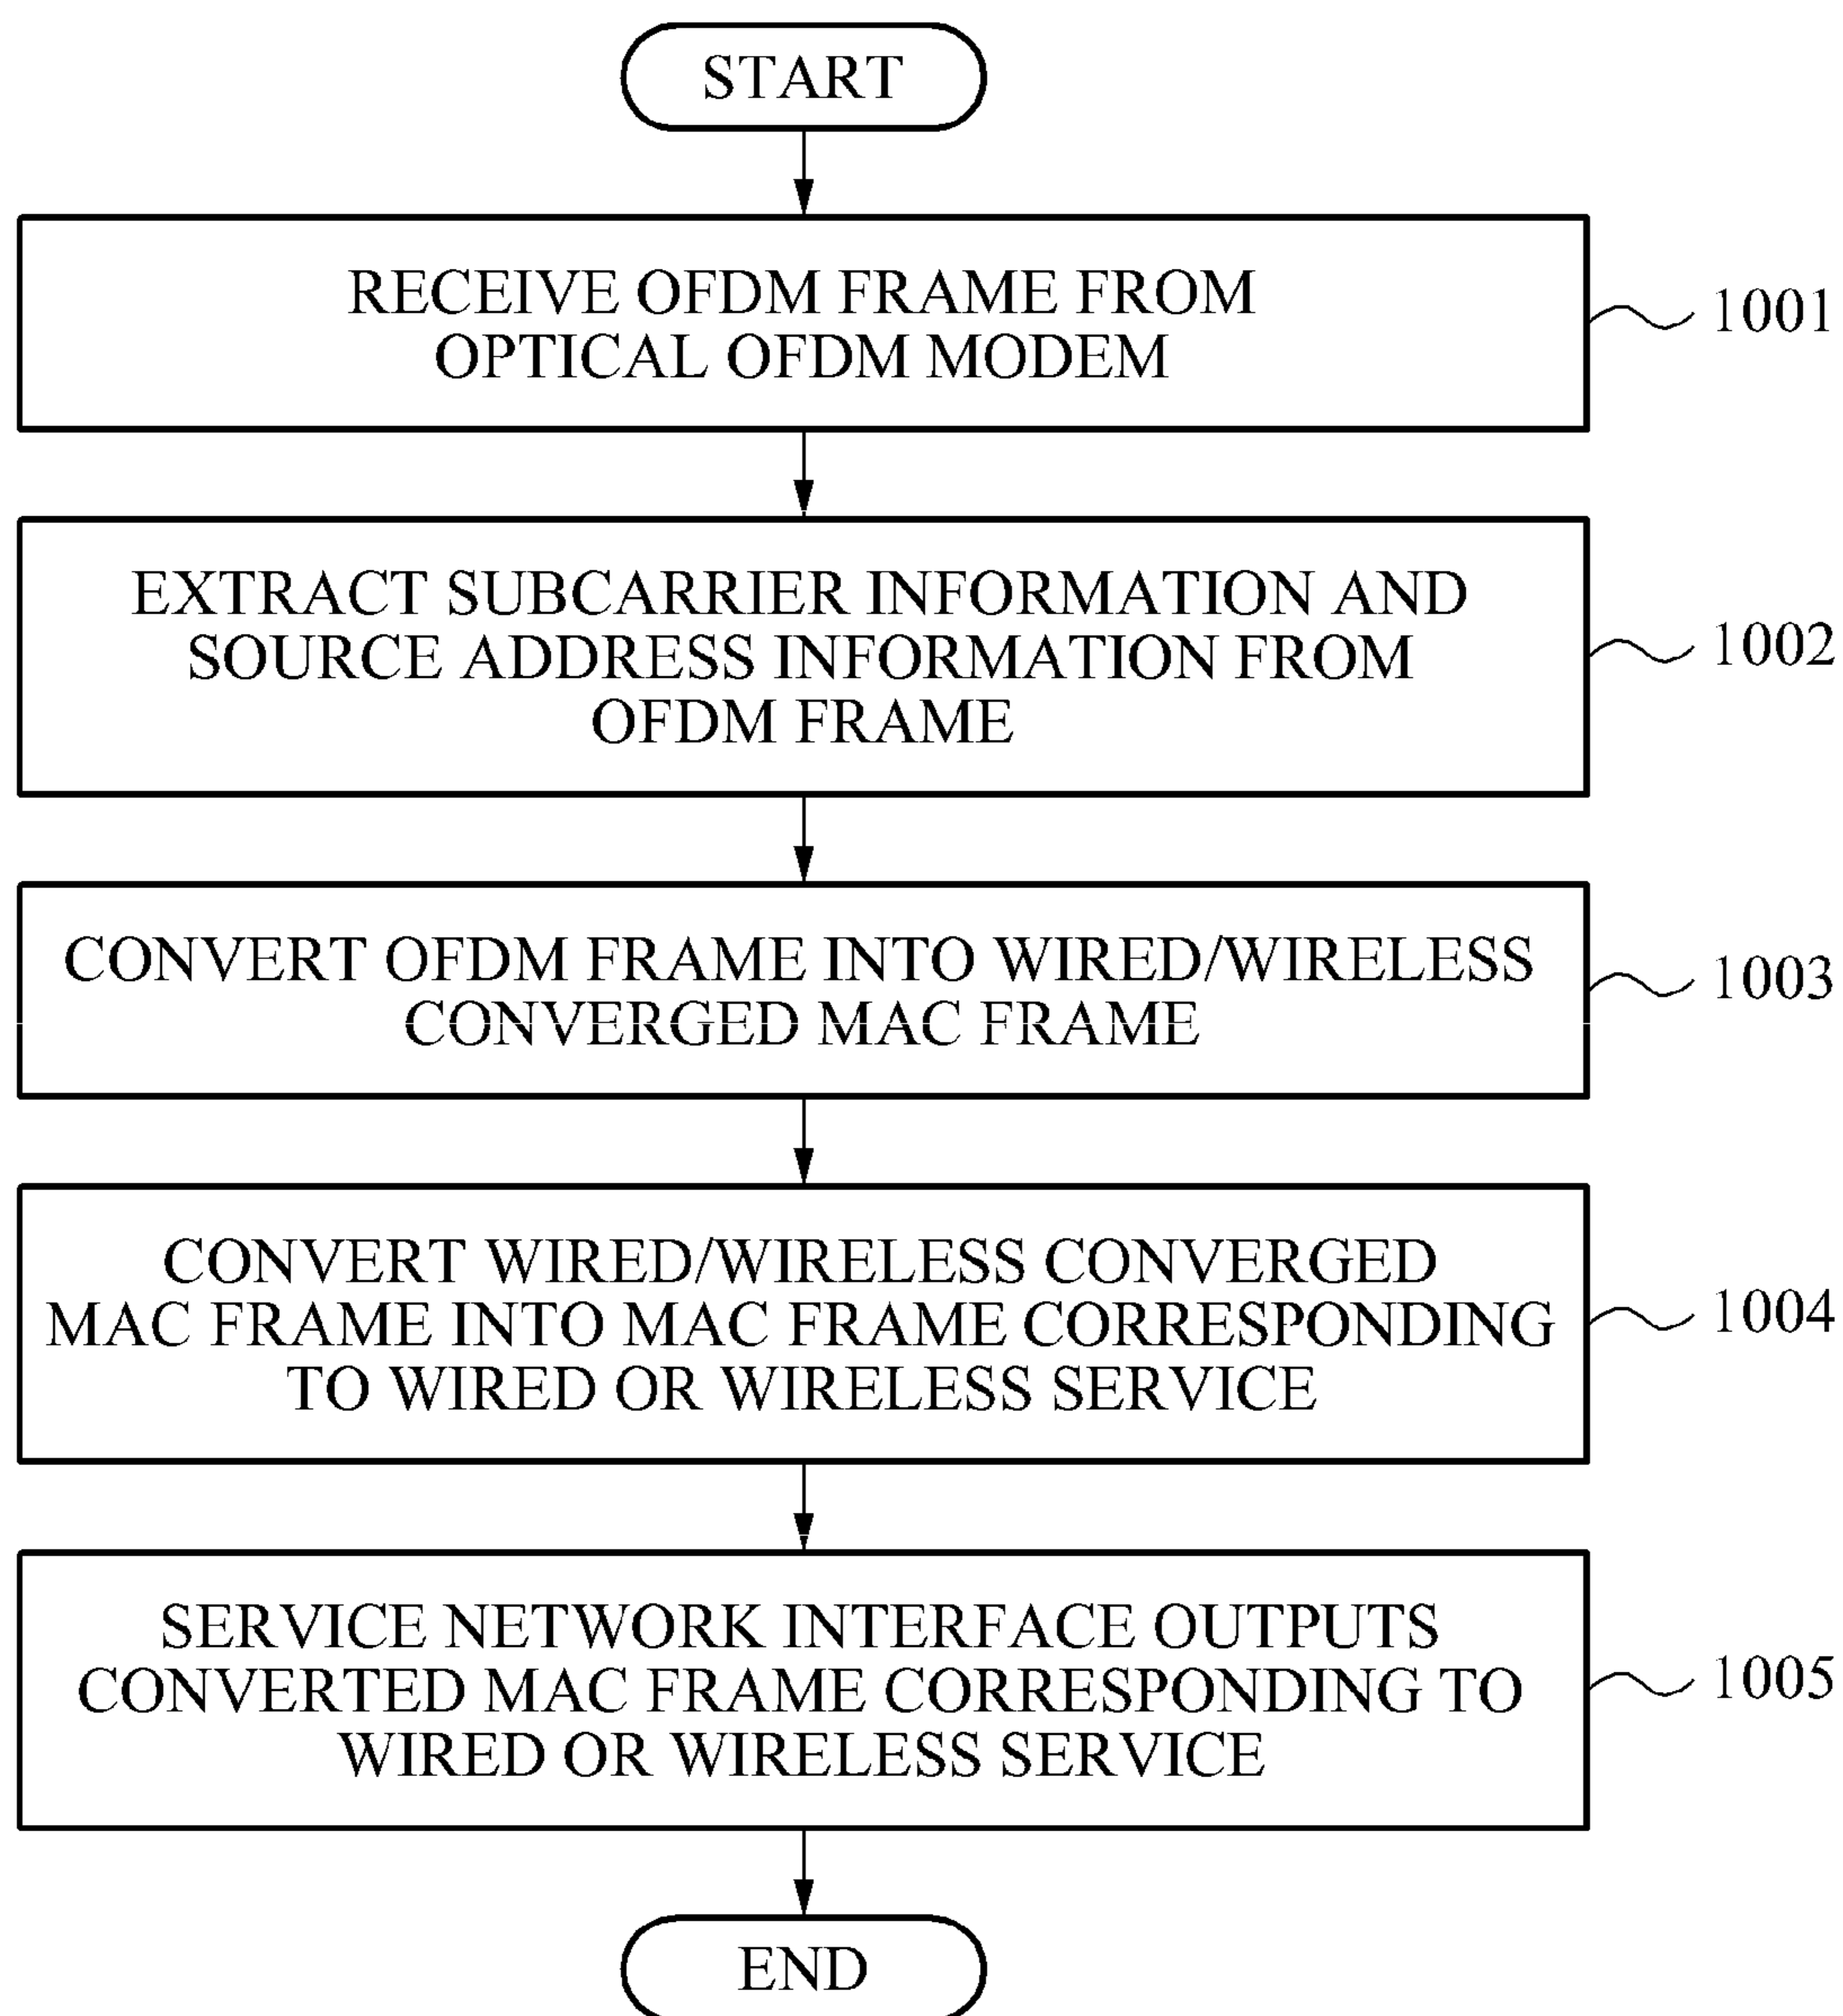 START
RECEIVE OFDM FRAME FROM
OPTICAL OFDM MODEM
1001
EXTRACT SUBCARRIER INFORMATION AND
SOURCE ADDRESS INFORMATION FROM
OFDM FRAME
1002
CONVERT OFDM FRAME INTO WIRED/WIRELESS
CONVERGED MAC FRAME
1003
CONVERT WIRED/WIRELESS CONVERGED
MAC FRAME INTO MAC FRAME CORRESPONDING
TO WIRED OR WIRELESS SERVICE
1004
SERVICE NETWORK INTERFACE OUTPUTS
CONVERTED MAC FRAME CORRESPONDING TO
WIRED OR WIRELESS SERVICE
1005
END